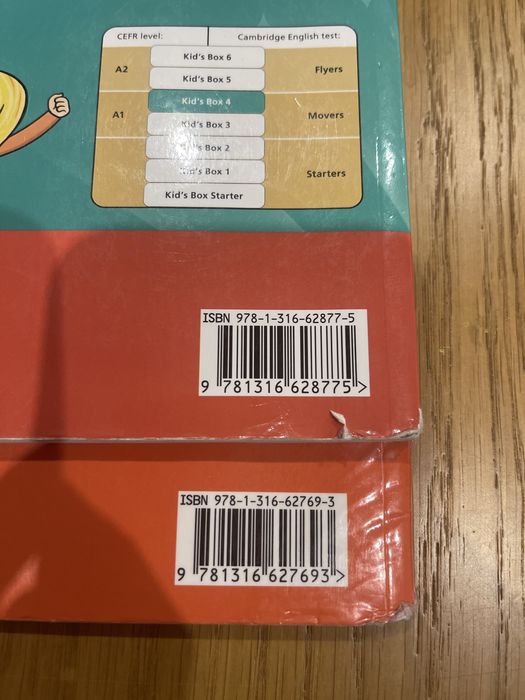 CEFR level: Cambridge English test:
Kid's Box 6
A2 Flyers
Kid's Box 5
Kid's Box 4
A1 Movers
Kid's Box 3
Kid's Box 2
Kid's Box 1 Starters
Kid's Box Starter
ISBN 978-1-316-62877-5
9 781316 628775 >
ISBN 978-1-316-62769-3
9 781316 627693 >